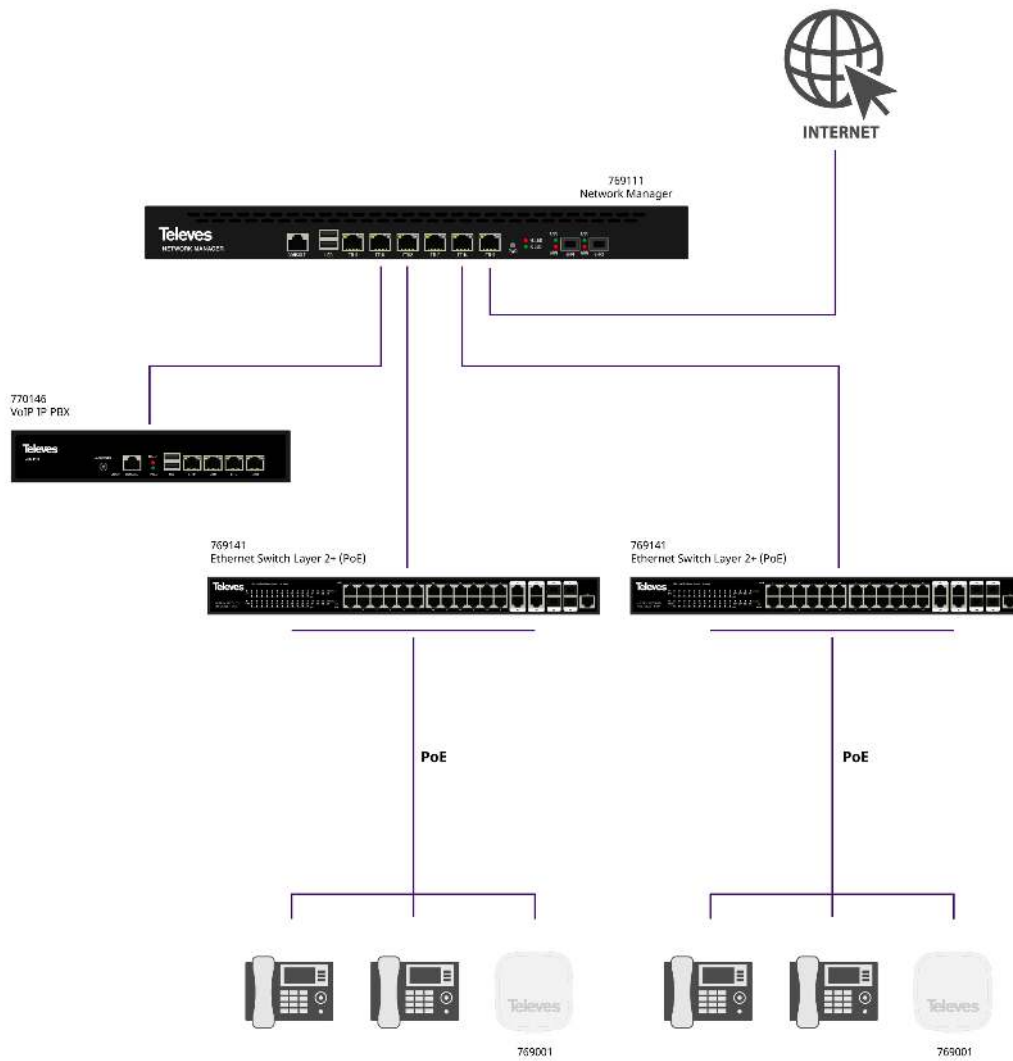 INTERNET
769111
Network Manager
Televes
NETWORK MANAGER
770146
VoIP IP PBX
Televes
769141
Ethernet Switch Layer 2+ (PoE)
769141
Ethernet Switch Layer 2+ (PoE)
Televes
Televes
PoE
PoE
Televes
Televes
769001
769001